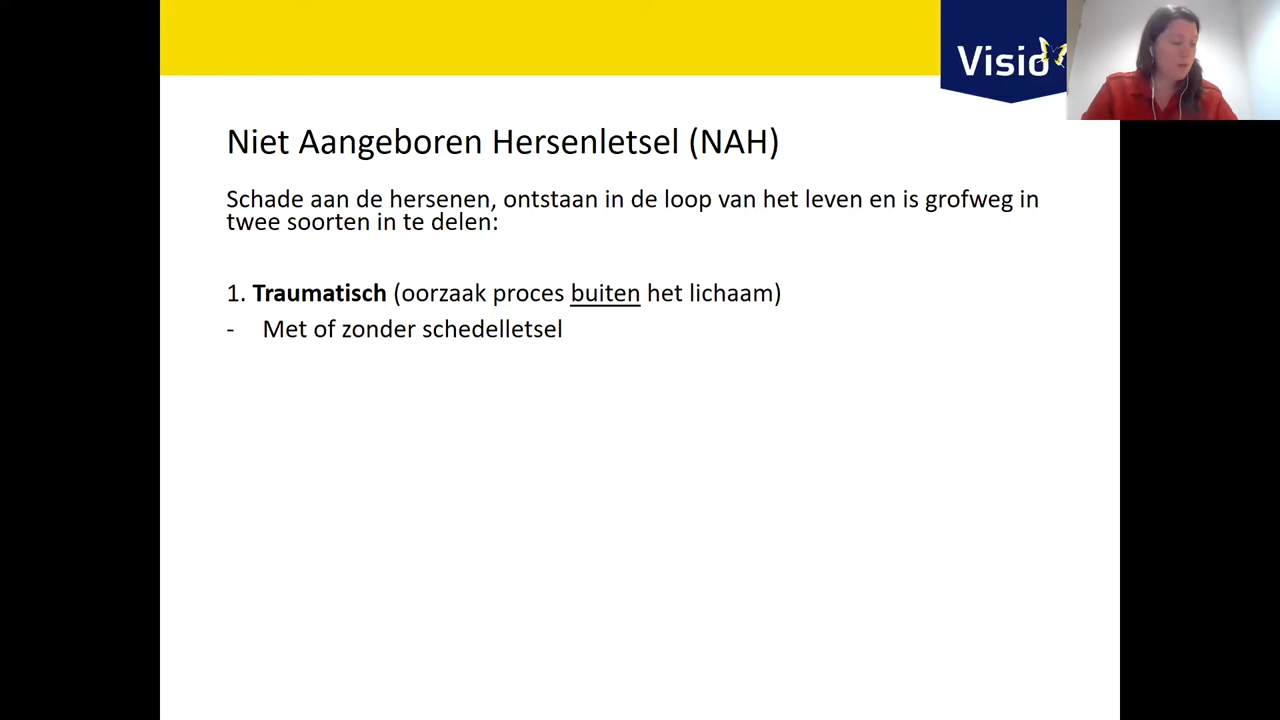 Visio
Niet Aangeboren Hersenletsel (NAH)
Schade aan de hersenen, ontstaan in de loop van het leven en is grofweg in
twee soorten in te delen:
1. Traumatisch (oorzaak proces buiten het lichaam)
- Met of zonder schedelletsel